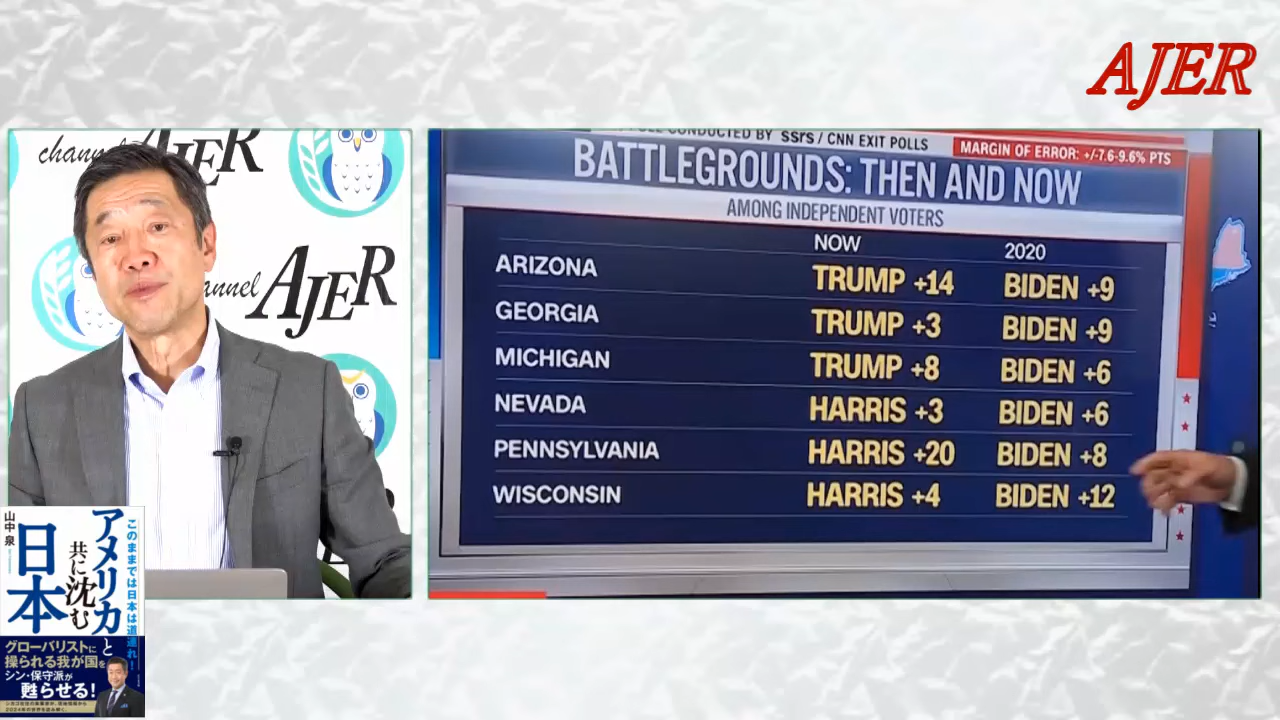 AJER
channel AJER
channel AJER
CONDUCTED BY SSRS / CNN EXIT POLLS
MARGIN OF ERROR: +/-7.6-9.6% PTS
BATTLEGROUNDS: THEN AND NOW
AMONG INDEPENDENT VOTERS
NOW 2020
ARIZONA TRUMP +14 BIDEN +9
GEORGIA TRUMP +3 BIDEN +9
MICHIGAN TRUMP +8 BIDEN +6
NEVADA HARRIS +3 BIDEN +6
PENNSYLVANIA HARRIS +20 BIDEN +8
WISCONSIN HARRIS +4 BIDEN +12
このままでは日本は道連れ!
アメリカと
共に沈む
日本
山中 泉
グローバリストに
操られる我が国を
シン・保守派が
甦らせる!